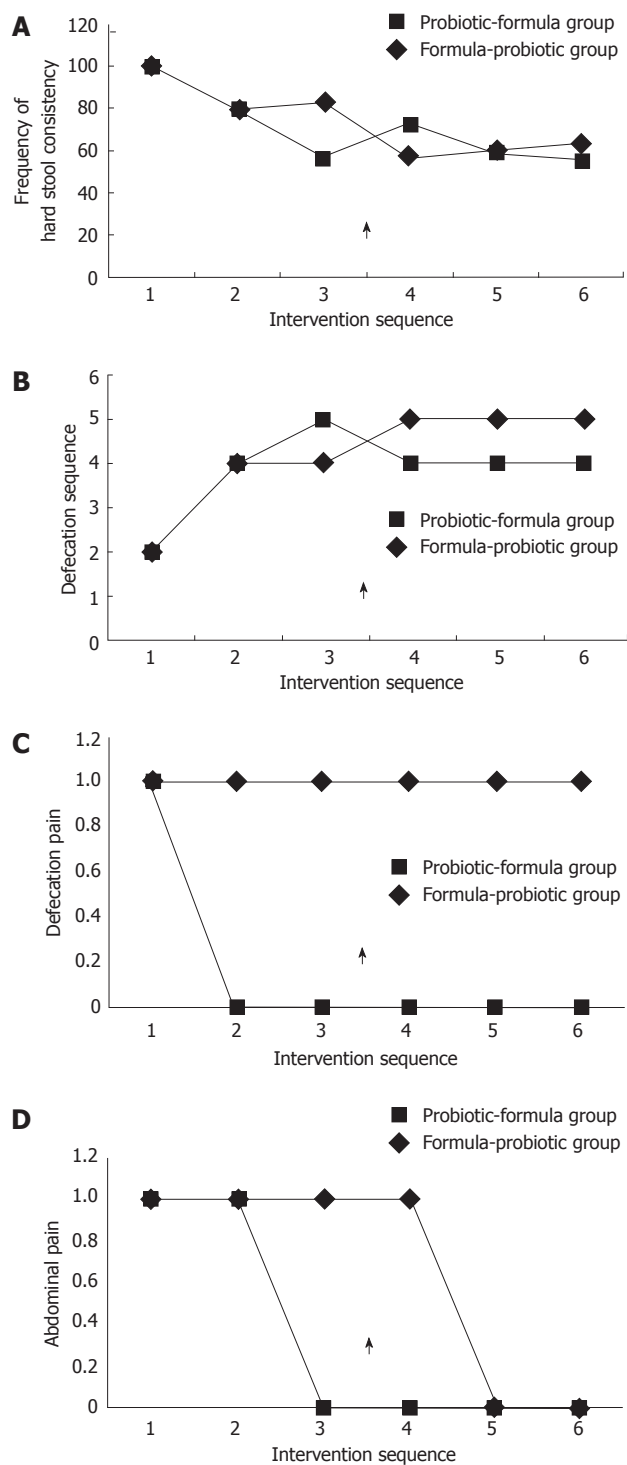 A
Probiotic-formula group
Formula-probiotic group
Frequency of
hard stool consistency
120
100
80
60
40
20
0
1 2 3 4 5 6
Intervention sequence
B
Defecation sequence
6
5
4
3
2
1
0
Probiotic-formula group
Formula-probiotic group
1 2 3 4 5 6
Intervention sequence
C
Defecation pain
1.2
1.0
0.8
0.6
0.4
0.2
0
Probiotic-formula group
Formula-probiotic group
1 2 3 4 5 6
Intervention sequence
D
Probiotic-formula group
Formula-probiotic group
Abdominal pain
1.2
1.0
0.8
0.6
0.4
0.2
0
1 2 3 4 5 6
Intervention sequence